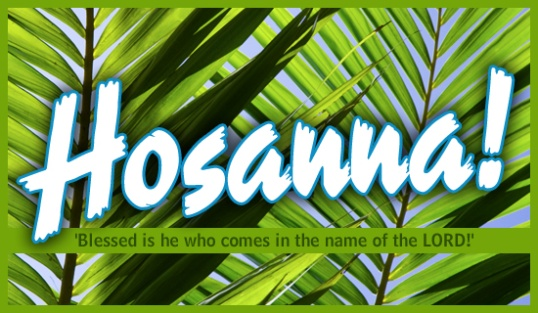 Hosanna!
'Blessed is he who comes in the name of the LORD!'